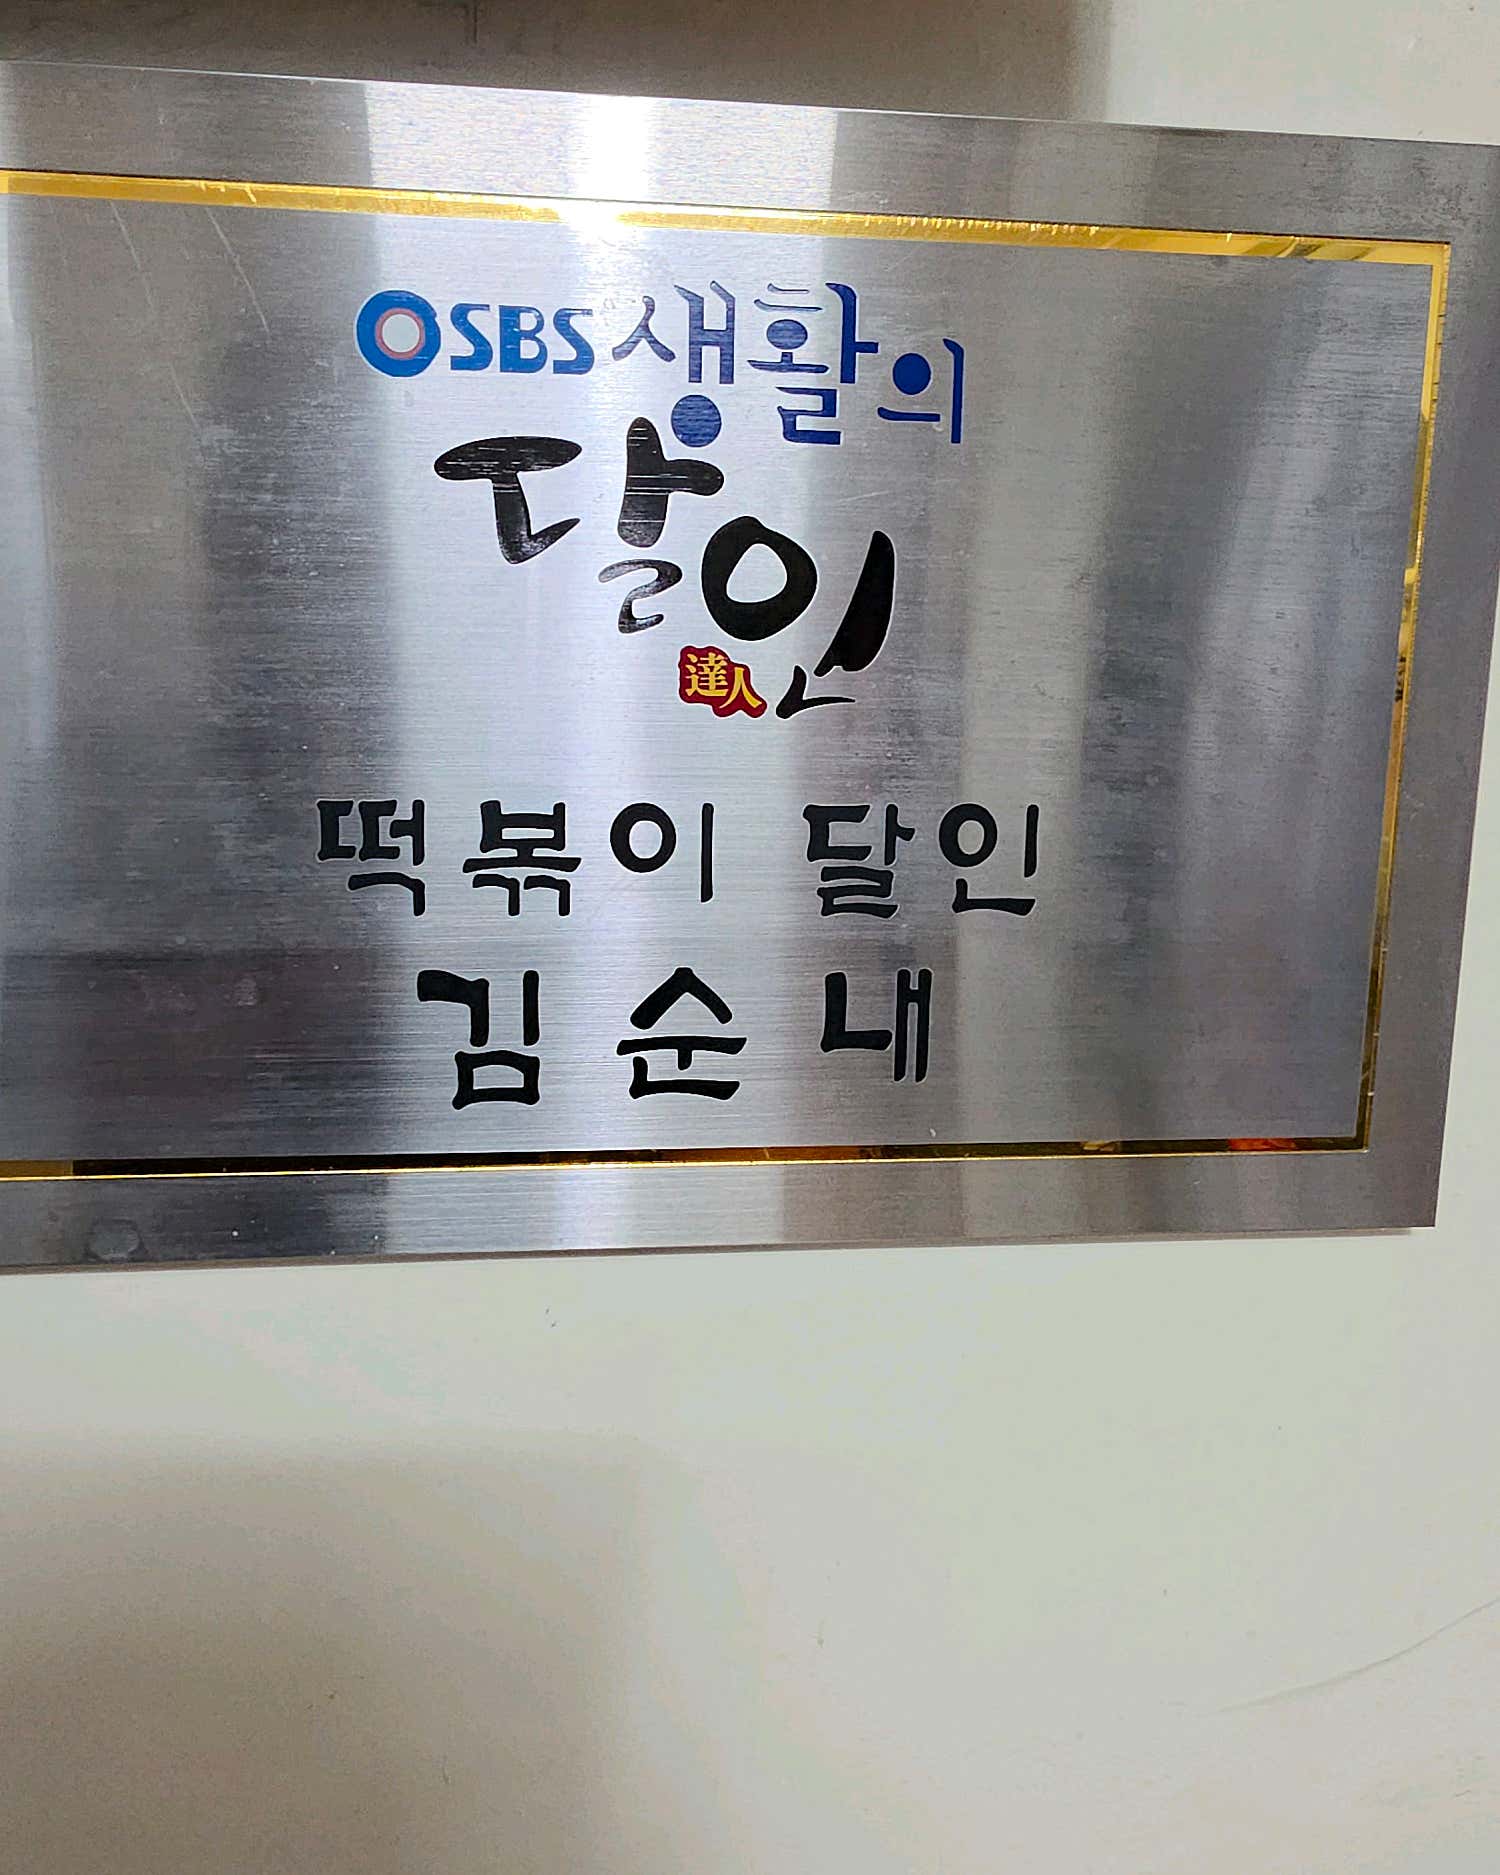 SBS 생활의
달인
達人
떡볶이 달인
김순내